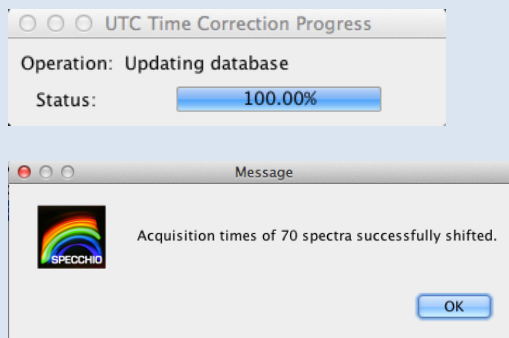 UTC Time Correction Progress
Operation: Updating database
Status: 100.00%
Message
SPECCHIO
Acquisition times of 70 spectra successfully shifted.
OK